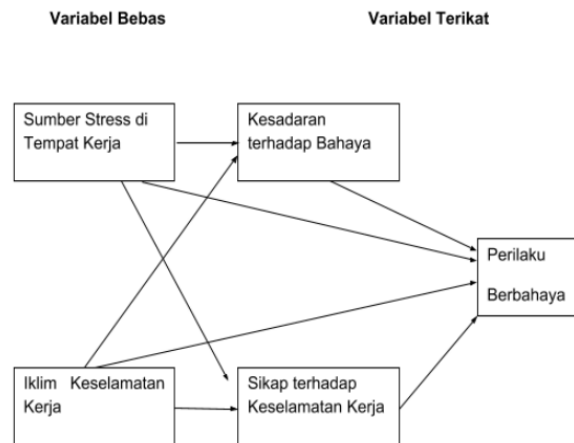 Variabel Bebas
Variabel Terikat
Sumber Stress di
Tempat Kerja
Kesadaran
terhadap Bahaya
Perilaku
Berbahaya
Iklim Keselamatan
Kerja
Sikap terhadap
Keselamatan Kerja